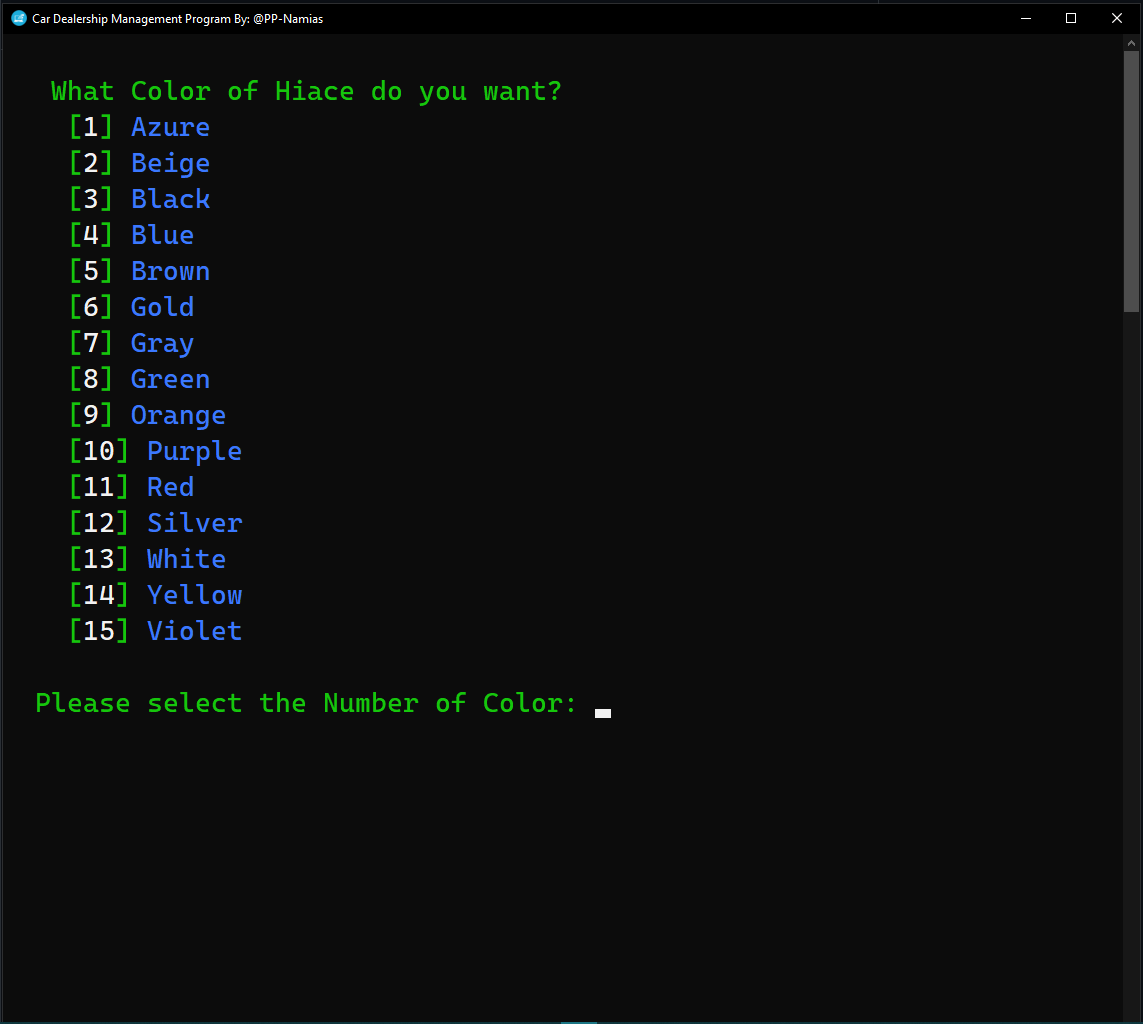 Car Dealership Management Program By: @PP-Namias
What Color of Hiace do you want?
[1] Azure
[2] Beige
[3] Black
[4] Blue
[5] Brown
[6] Gold
[7] Gray
[8] Green
[9] Orange
[10] Purple
[11] Red
[12] Silver
[13] White
[14] Yellow
[15] Violet
Please select the Number of Color: